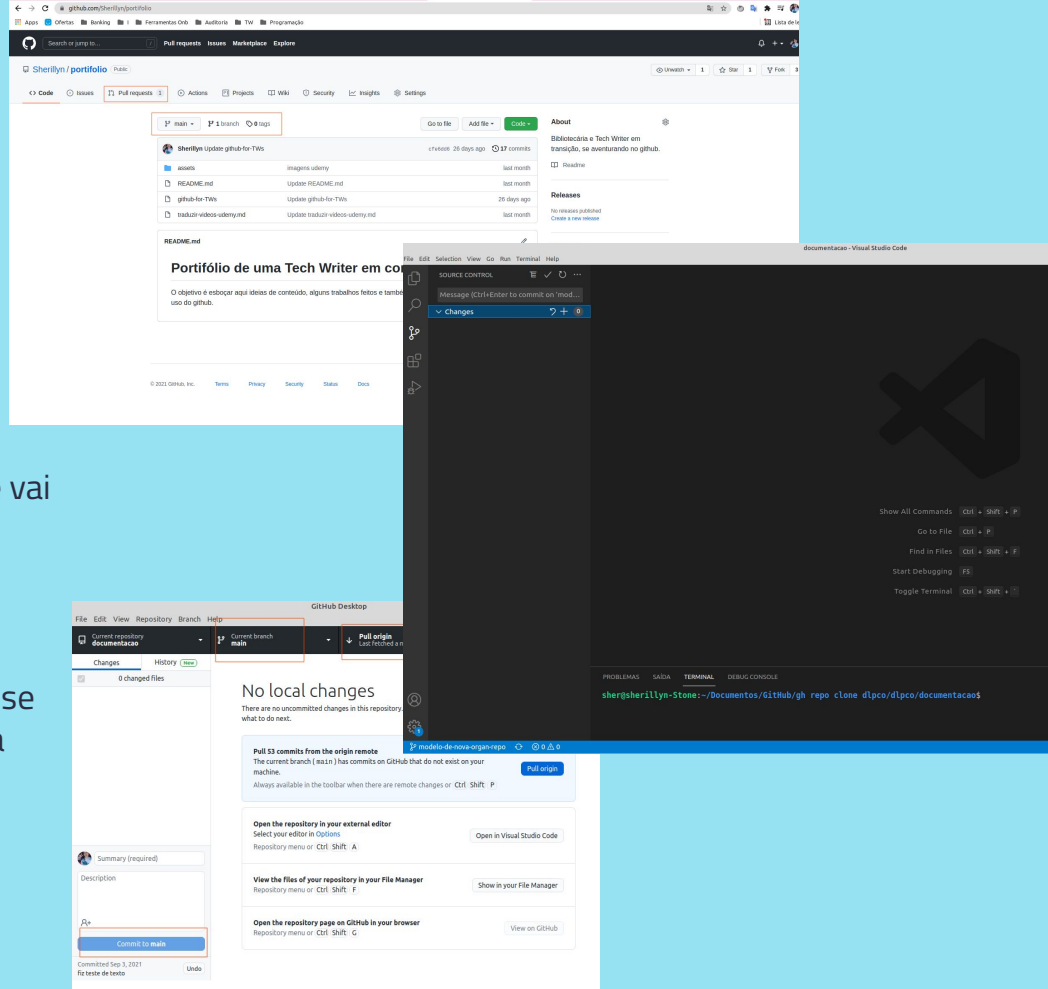 github.com/Sherillyn/portifolio
Apps Ofertas Banking I Ferramentas Onb Auditoria TW Programação Lista de le
Search or jump to... / Pull requests Issues Marketplace Explore
Sherillyn / portifolio Public Unwatch 1 Star 1 Fork 3
<> Code Issues Pull requests 1 Actions Projects Wiki Security Insights Settings
main 1 branch 0 tags Go to file Add file Code
Sherillyn Update github-for-TWs 26 days ago 17 commits
assets imagens udemy last month
README.md Update README.md last month
github-for-TWs Update github-for-TWs 26 days ago
traduzir-videos-udemy.md Update traduzir-videos-udemy.md last month
README.md
Portifólio de uma Tech Writer em co
O objetivo é esboçar aqui ideias de conteúdo, alguns trabalhos feitos e també
uso do github.
About
Bibliotecária e Tech Writer em
transição, se aventurando no github.
Readme
Releases
No releases published
Create a new release
© 2021 GitHub, Inc. Terms Privacy Security Status Docs
documentacao - Visual Studio Code
File Edit Selection View Go Run Terminal Help
SOURCE CONTROL
Message (Ctrl+Enter to commit on 'mod...
Changes 0
Show All Commands Ctrl + Shift + P
Go to File Ctrl + P
Find in Files Ctrl + Shift + F
Start Debugging F5
Toggle Terminal Ctrl + Shift + `
PROBLEMAS SAÍDA TERMINAL DEBUG CONSOLE
sher@sherillyn-Stone:~/Documentos/GitHub/gh repo clone dlpco/dlpco/documentacao$
modelo-de-nova-organ-repo 0 0
vai
se
GitHub Desktop
File Edit View Repository Branch Help
Current repository
documentacao
Current branch
main
Pull origin
Last fetched a
Changes History New
0 changed files
No local changes
There are no uncommitted changes in this repository.
what to do next.
Pull 53 commits from the origin remote
The current branch ( main ) has commits on GitHub that do not exist on your
machine.
Always available in the toolbar when there are remote changes or Ctrl Shift P
Pull origin
Open the repository in your external editor
Select your editor in Options
Repository menu or Ctrl Shift A
Open in Visual Studio Code
View the files of your repository in your File Manager
Repository menu or Ctrl Shift F
Show in your File Manager
Open the repository page on GitHub in your browser
Repository menu or Ctrl Shift G
View on GitHub
Summary (required)
Description
Commit to main
Committed Sep 3, 2021
fiz teste de texto
Undo